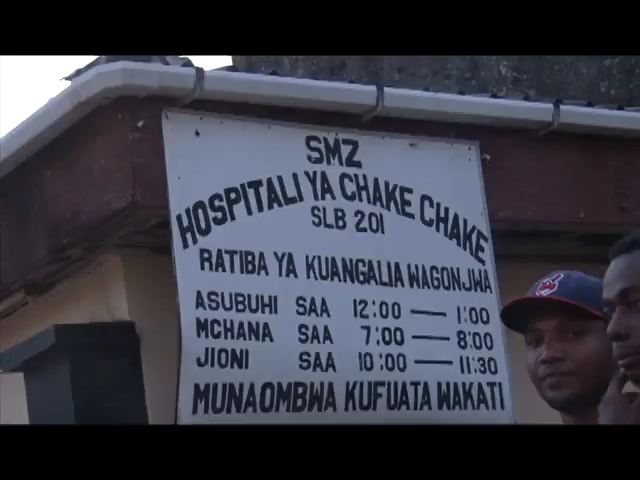 SMZ
HOSPITALI YA CHAKE CHAKE
SLB 201
RATIBA YA KUANGALIA WAGONJWA
ASUBUHI SAA 12:00 — 1:00
MCHANA SAA 7:00 — 8:00
JIONI SAA 10:00 — 11:30
MUNAOMBWA KUFUATA WAKATI